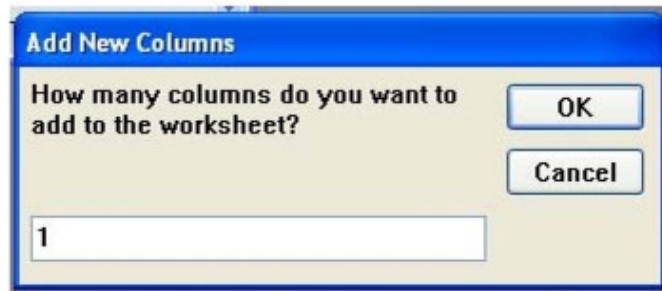 Add New Columns
How many columns do you want to
add to the worksheet?
OK
Cancel
1